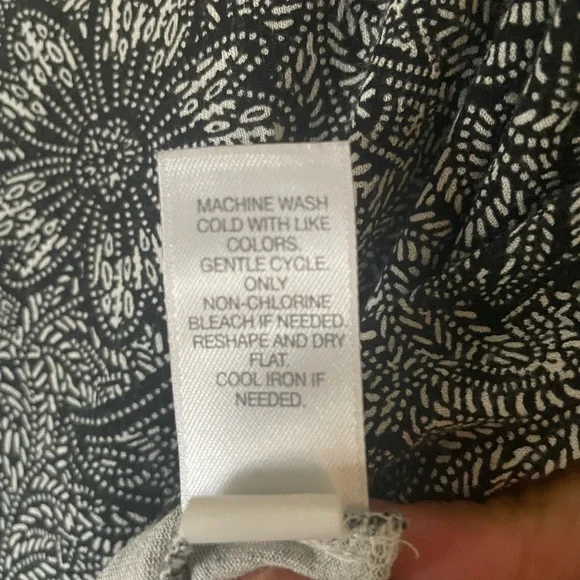 MACHINE WASH
COLD WITH LIKE
COLORS.
GENTLE CYCLE.
ONLY
NON-CHLORINE
BLEACH IF NEEDED.
RESHAPE AND DRY
FLAT.
COOL IRON IF
NEEDED.